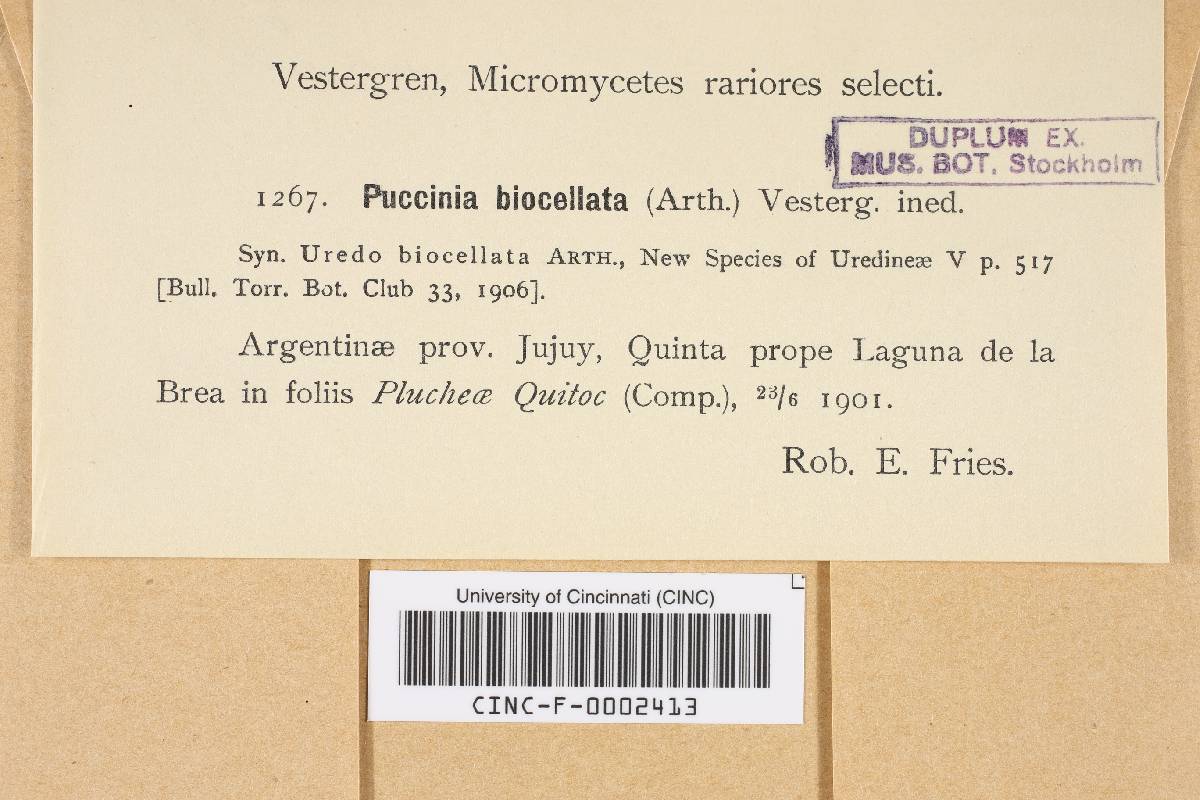 Vestergren, Micromycetes rariores selecti.
DUPLUM EX.
MUS. BOT. Stockholm
1267. Puccinia biocellata (Arth.) Vesterg. ined.
Syn. Uredo biocellata ARTH., New Species of Uredineæ V p. 517
[Bull. Torr. Bot. Club 33, 1906].
Argentinæ prov. Jujuy, Quinta prope Laguna de la
Brea in foliis Plucheæ Quitoc (Comp.), 23/6 1901.
Rob. E. Fries.
University of Cincinnati (CINC)
CINC-F-0002413